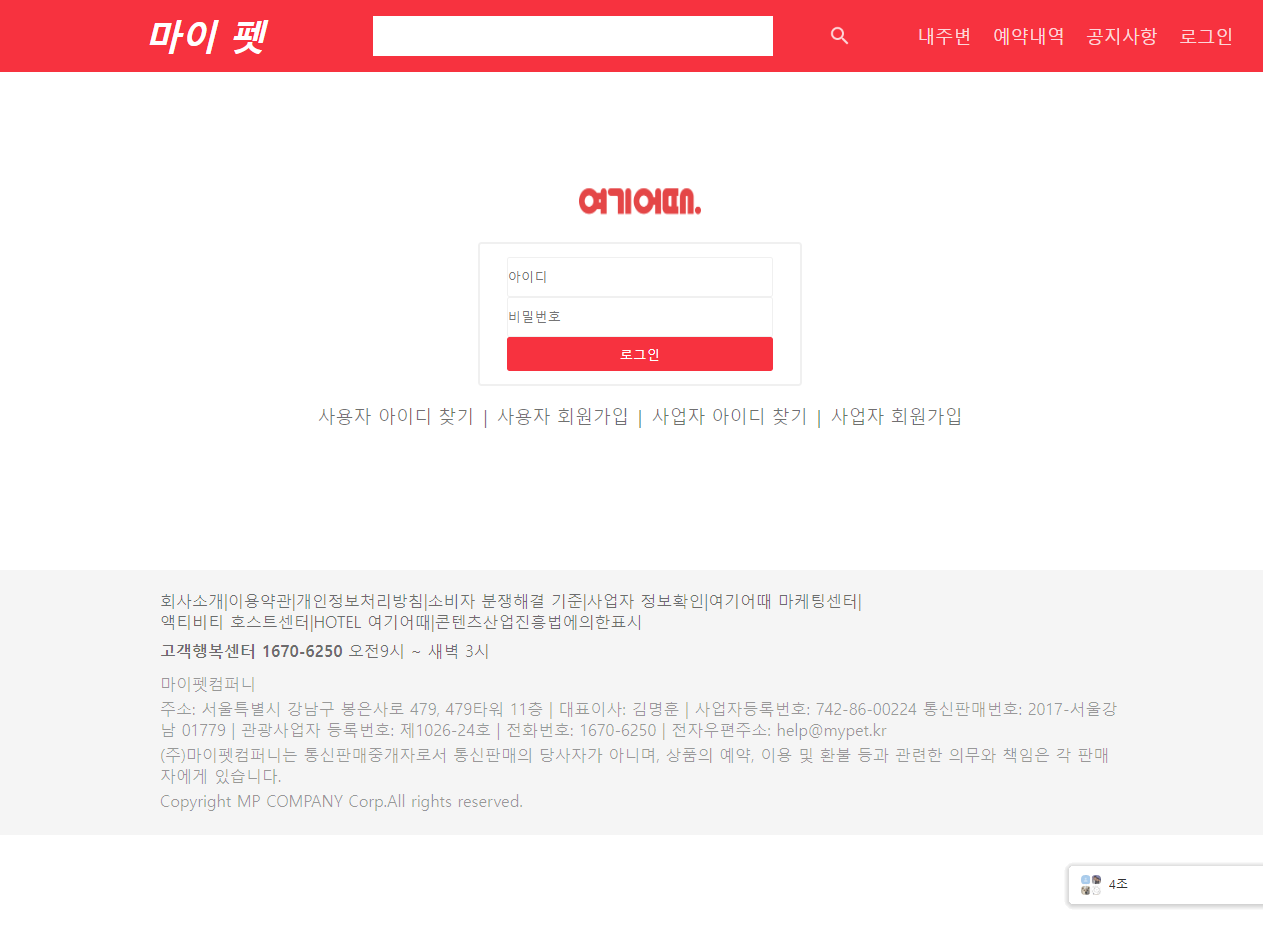 마이 펫
내주변 예약내역 공지사항 로그인
여기어때.
아이디
비밀번호
로그인
사용자 아이디 찾기 | 사용자 회원가입 | 사업자 아이디 찾기 | 사업자 회원가입
회사소개|이용약관|개인정보처리방침|소비자 분쟁해결 기준|사업자 정보확인|여기어때 마케팅센터|
액티비티 호스트센터|HOTEL 여기어때|콘텐츠산업진흥법에의한표시
고객행복센터 1670-6250 오전9시 ~ 새벽 3시
마이펫컴퍼니
주소: 서울특별시 강남구 봉은사로 479, 479타워 11층 | 대표이사: 김명훈 | 사업자등록번호: 742-86-00224 통신판매번호: 2017-서울강
남 01779 | 관광사업자 등록번호: 제1026-24호 | 전화번호: 1670-6250 | 전자우편주소: help@mypet.kr
(주)마이펫컴퍼니는 통신판매중개자로서 통신판매의 당사자가 아니며, 상품의 예약, 이용 및 환불 등과 관련한 의무와 책임은 각 판매
자에게 있습니다.
Copyright MP COMPANY Corp.All rights reserved.
4조